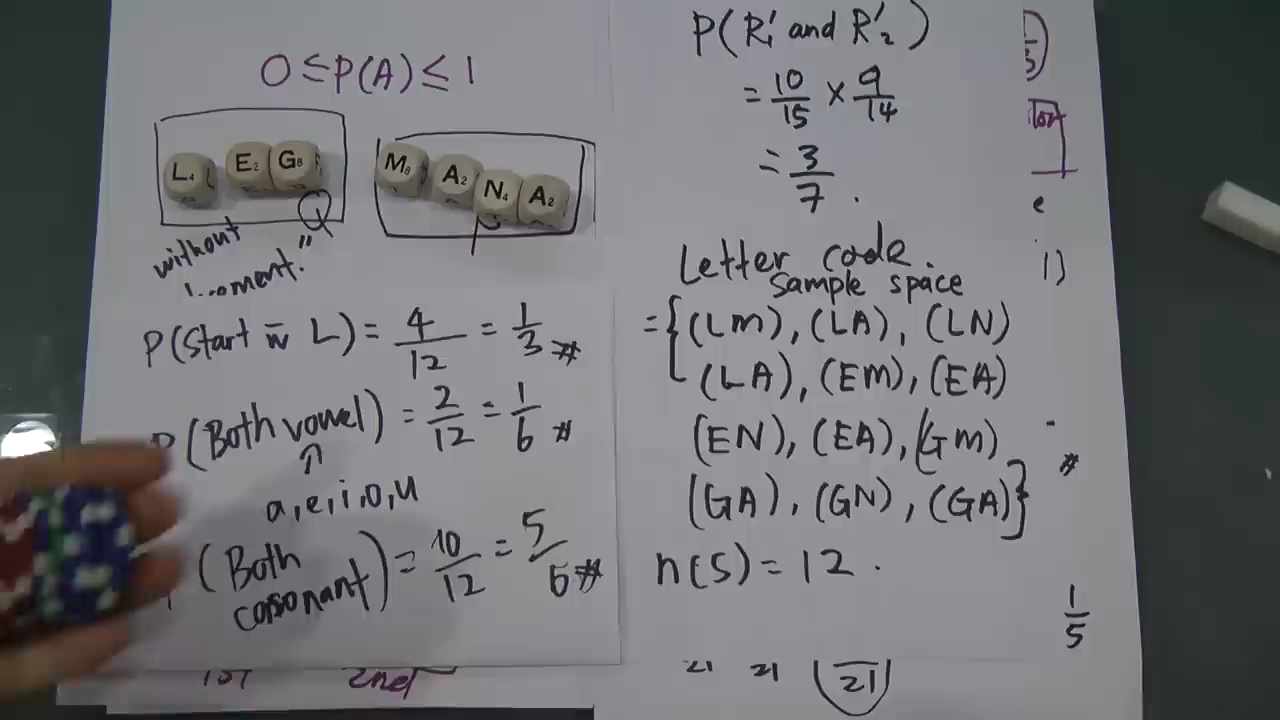 0 ≤ P(A) ≤ 1
L4 E2 G8
M8 A2 N4 A2
without
"
P(Start w̄ L) = 4/12 = 1/3 #
(Both vowel) = 2/12 = 1/6 #
a, e, i, o, u
(Both consonant) = 10/12 = 5/6 #
2nd
P(R₁' and R₂')
= 10/15 × 9/14
= 3/7 .
Letter code.
Sample space
= {(LM), (LA), (LN)
(LA), (EM), (EA)
(EN), (EA), (GM)
(GA), (GN), (GA)}
n(S) = 12 .
21 21 21
e
1)
#
1/5